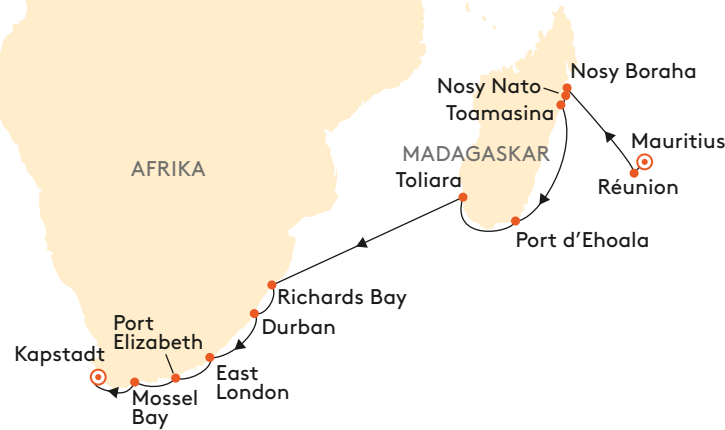 Nosy Boraha
Nosy Nato
Toamasina
Mauritius
MADAGASKAR
AFRIKA
Toliara
Réunion
Port d’Ehoala
Richards Bay
Durban
Port
Elizabeth
Kapstadt
East
London
Mossel
Bay